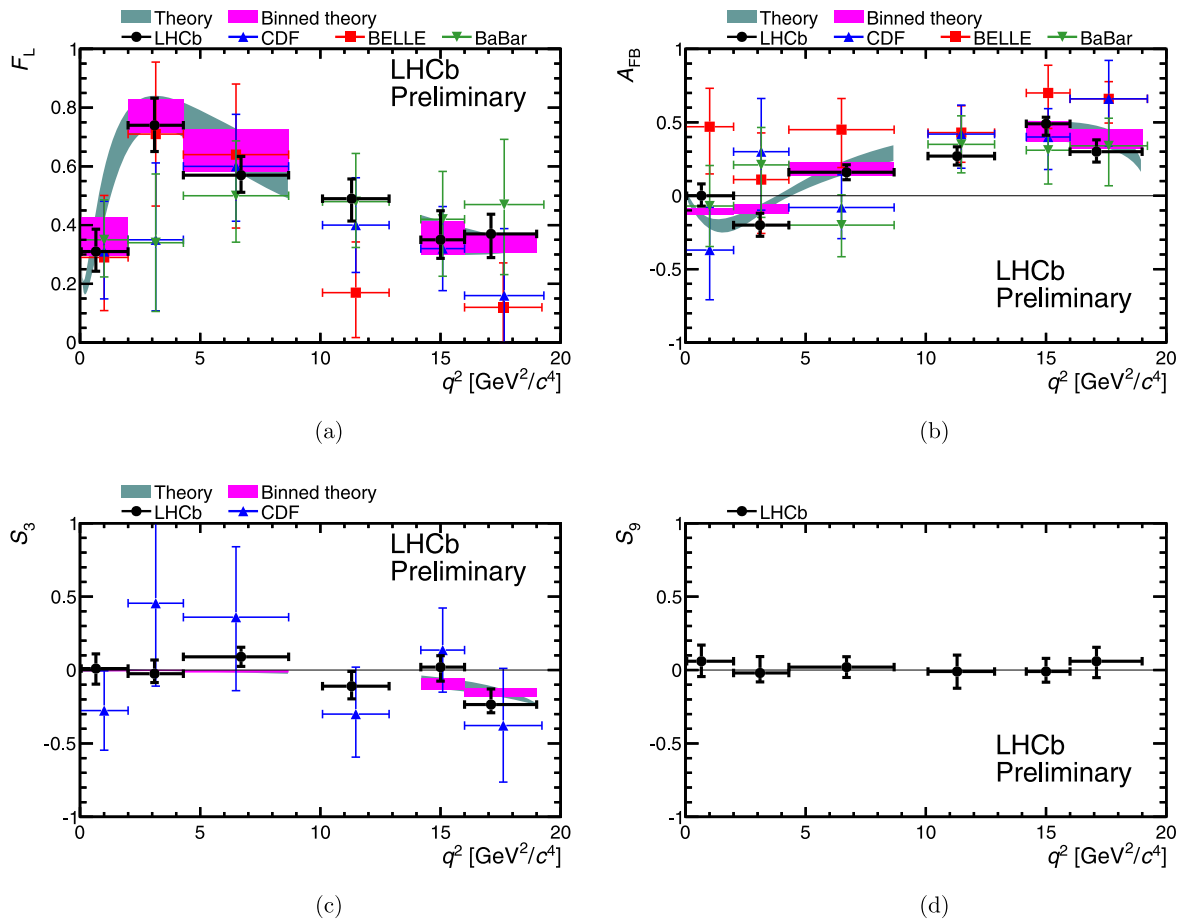 Theory Binned theory
LHCb CDF BELLE BaBar
F_L
LHCb
Preliminary
1
0.8
0.6
0.4
0.2
0
0 5 10 15 20
q² [GeV²/c⁴]
(a)
Theory Binned theory
LHCb CDF BELLE BaBar
A_FB
1
0.5
0
-0.5
-1
LHCb
Preliminary
0 5 10 15 20
q² [GeV²/c⁴]
(b)
Theory Binned theory
LHCb CDF
S_3
LHCb
Preliminary
1
0.5
0
-0.5
-1
0 5 10 15 20
q² [GeV²/c⁴]
(c)
LHCb
S_9
1
0.5
0
-0.5
-1
LHCb
Preliminary
0 5 10 15 20
q² [GeV²/c⁴]
(d)